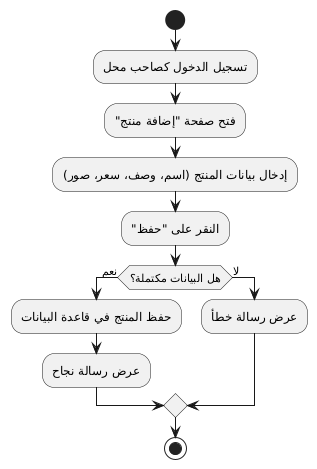 تسجيل الدخول كصاحب محل
فتح صفحة "إضافة منتج"
إدخال بيانات المنتج (اسم، وصف، سعر، صور)
النقر على "حفظ"
هل البيانات مكتملة؟
نعم
لا
حفظ المنتج في قاعدة البيانات
عرض رسالة خطأ
عرض رسالة نجاح